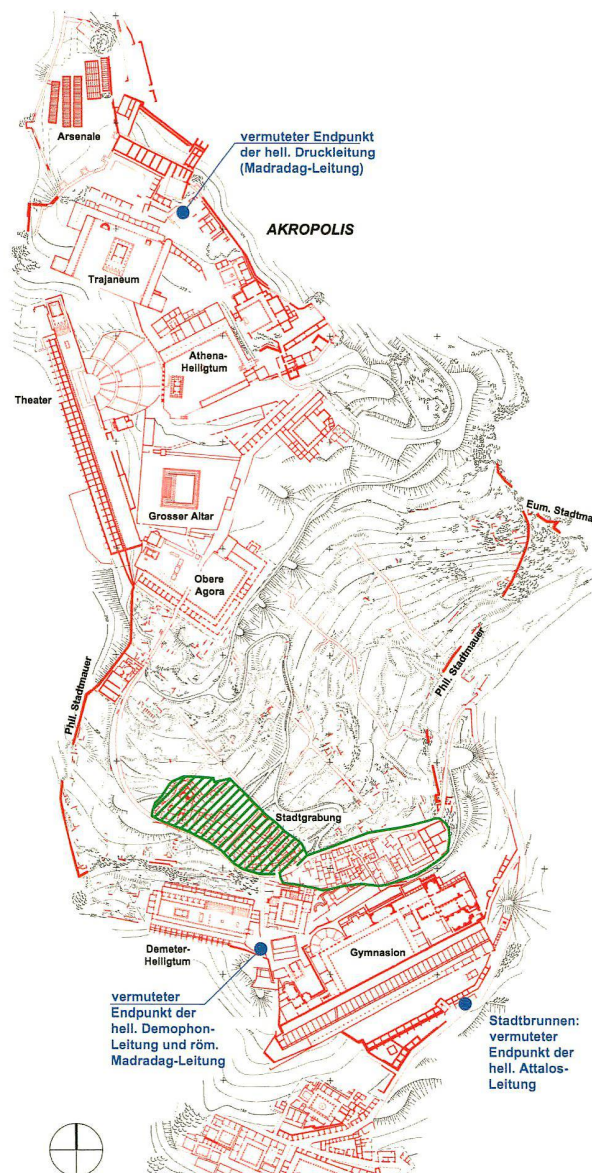 Arsenale
vermuteter Endpunkt
der hell. Druckleitung
(Madradag-Leitung)
AKROPOLIS
Trajaneum
Athena-
Heiligtum
Theater
Grosser Altar
Eum. Stadtma
Obere
Agora
Phil. Stadtmauer
Phil. Stadtmauer
Stadtgrabung
Demeter-
Heiligtum
Gymnasion
vermuteter
Endpunkt der
hell. Demophon-
Leitung und röm.
Madradag-Leitung
Stadtbrunnen:
vermuteter
Endpunkt der
hell. Attalos-
Leitung